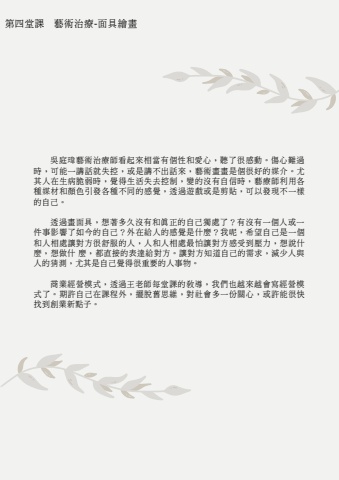 第四堂課　藝術治療-面具繪畫
吳庭瑋藝術治療師看起來相當有個性和愛心，聽了很感動。傷心難過
時，可能一講話就失控，或是講不出話來，藝術畫畫是個很好的媒介。尤
其人在生病脆弱時，覺得生活失去控制，變的沒有自信時，藝療師利用各
種媒材和顏色引發各種不同的感覺，透過遊戲或是剪貼，可以發現不一樣
的自己。
透過畫面具，想著多久沒有和真正的自己獨處了？有沒有一個人或一
件事影響了如今的自己？外在給人的感覺是什麼？我呢，希望自己是一個
和人相處讓對方很舒服的人，人和人相處最怕讓對方感受到壓力，想說什
麼，想做什 麼，都直接的表達給對方。讓對方知道自己的需求，減少人與
人的猜測，尤其是自己覺得很重要的人事物。
商業經營模式，透過王老師每堂課的教導，我們也越來越會寫經營模
式了。期許自己在課程外，擺脫舊思維，對社會多一份關心，或許能很快
找到創業新點子。